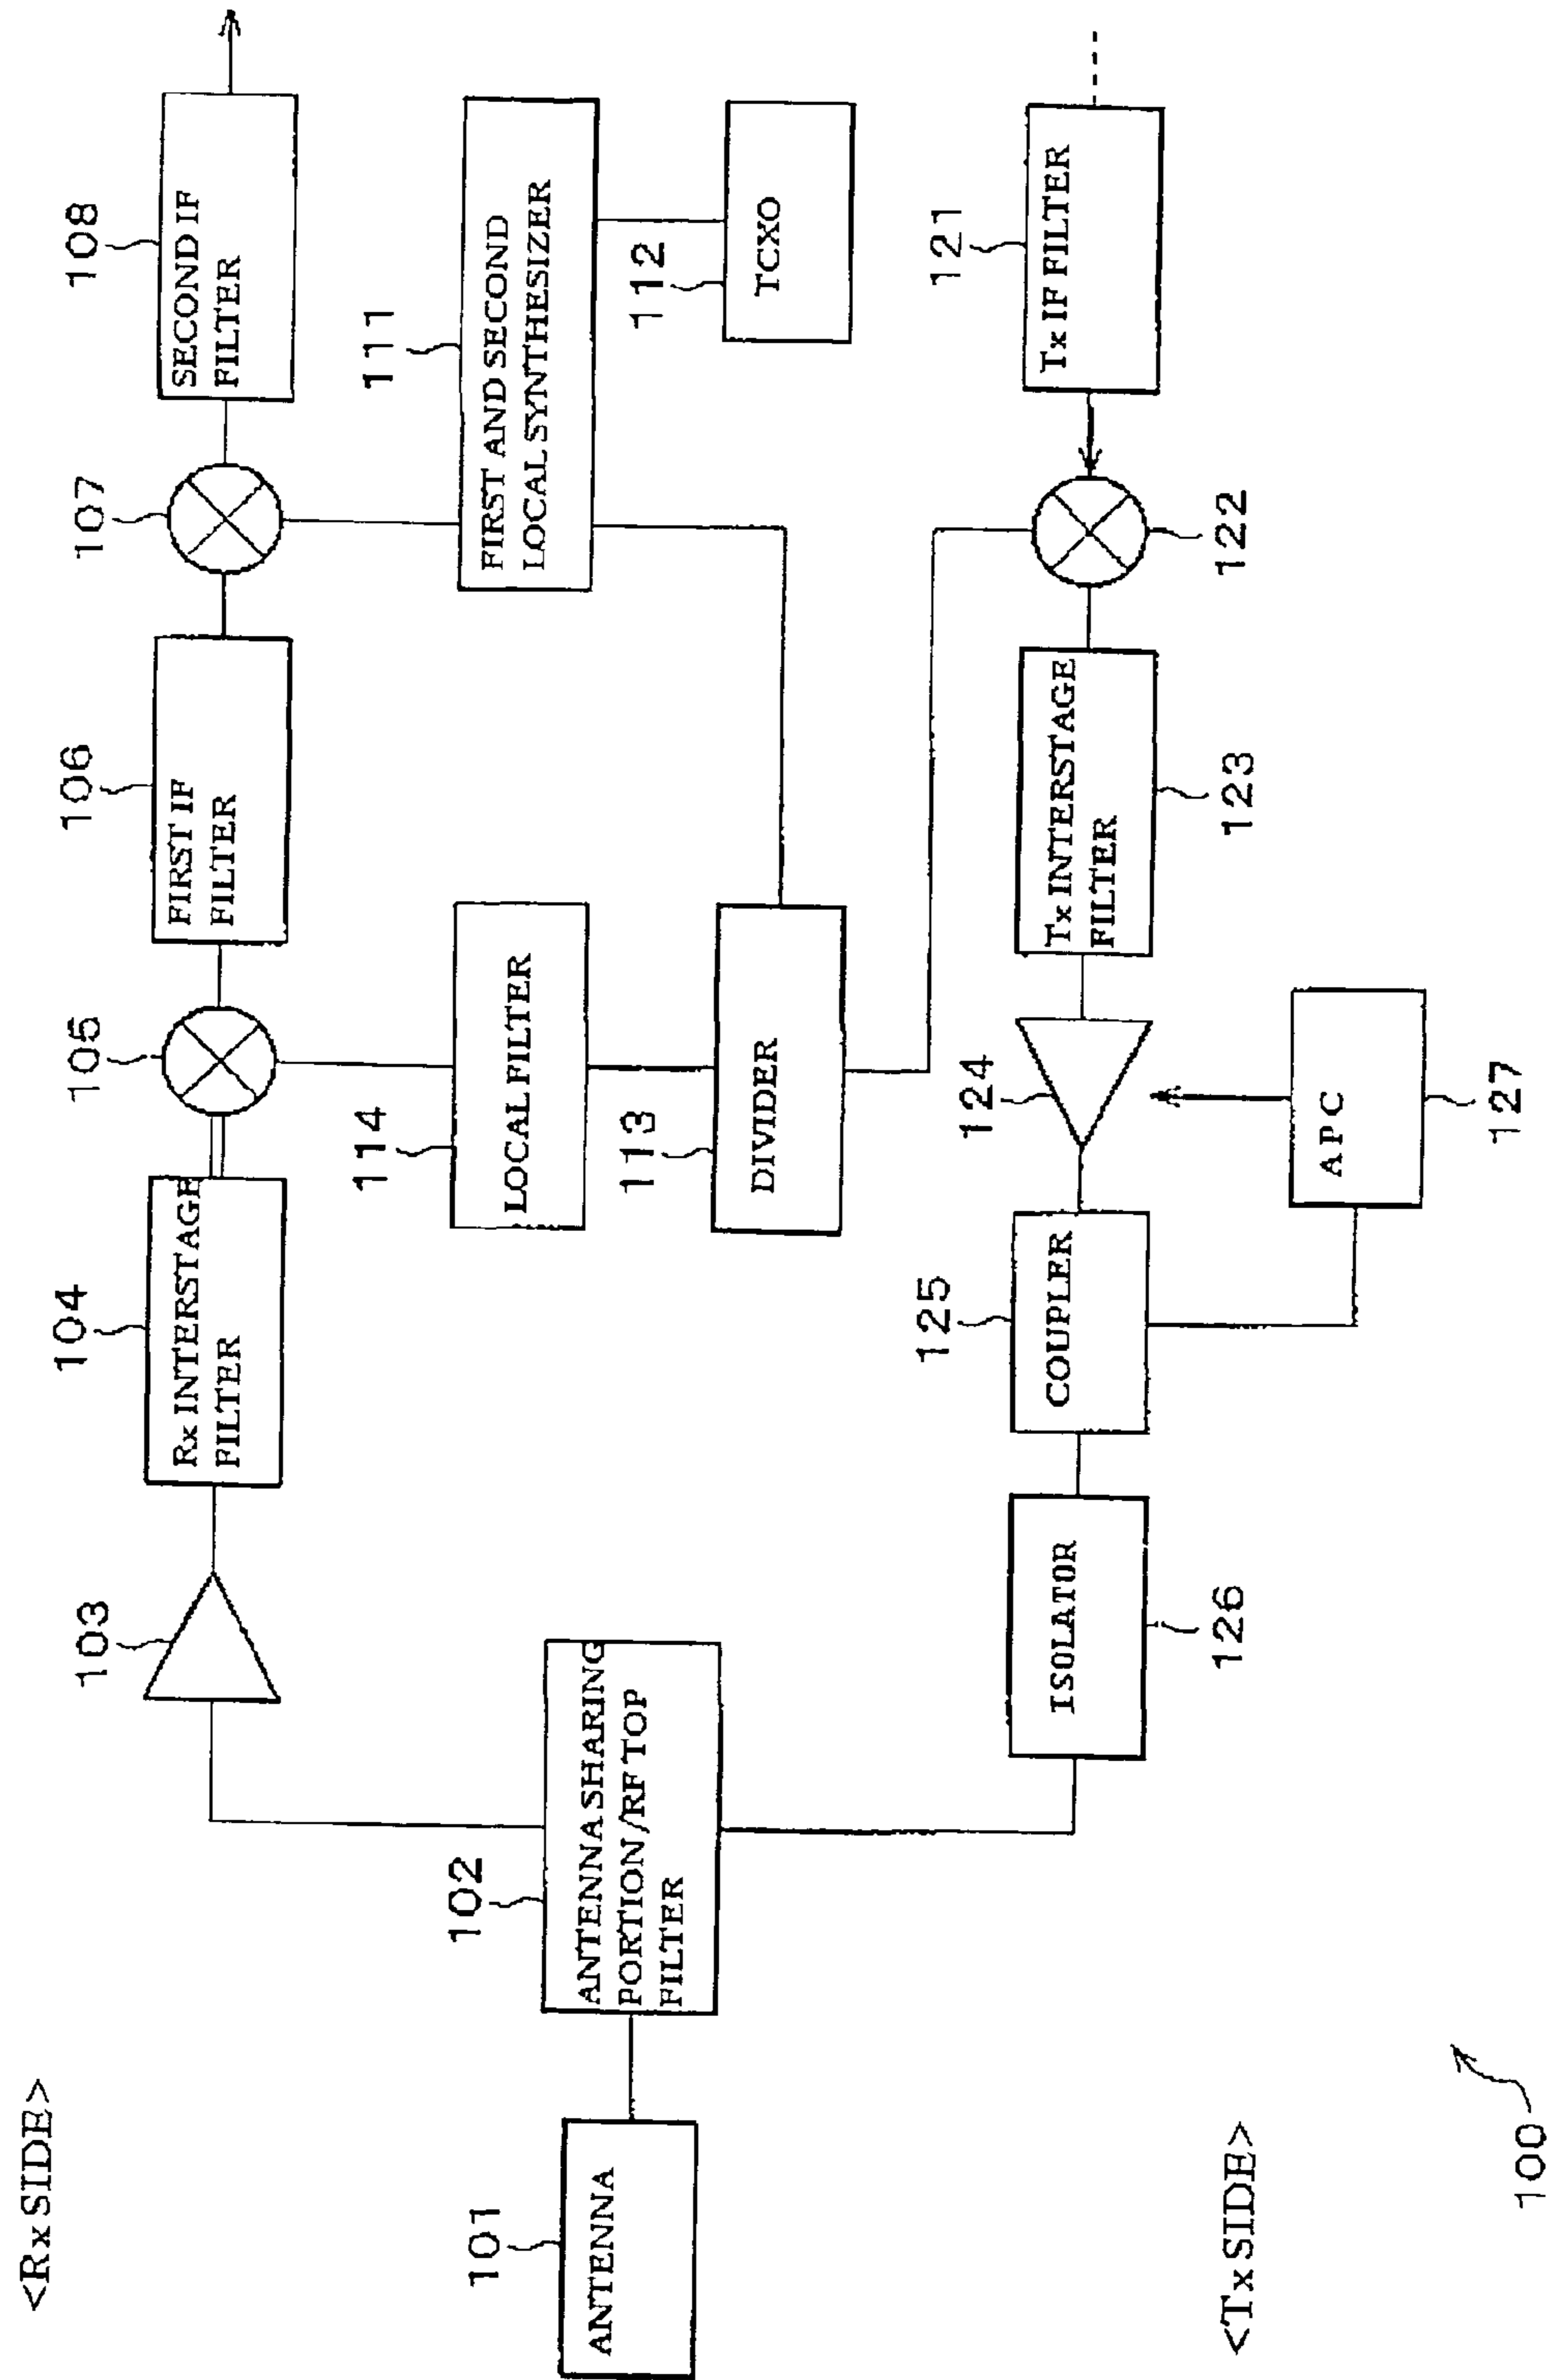 <Rx SIDE>
103
104
105
106
107
108
Rx INTERSTAGE
FILTER
FIRST IF
FILTER
SECOND IF
FILTER
101
ANTENNA
102
ANTENNA SHARING
PORTION/RF TOP
FILTER
114
LOCAL FILTER
111
FIRST AND SECOND
LOCAL SYNTHESIZER
113
DIVIDER
112
TCXO
<Tx SIDE>
125
124
121
ISOLATOR
COUPLER
Tx INTERSTAGE
FILTER
Tx IF FILTER
126
123
122
APC
127
100